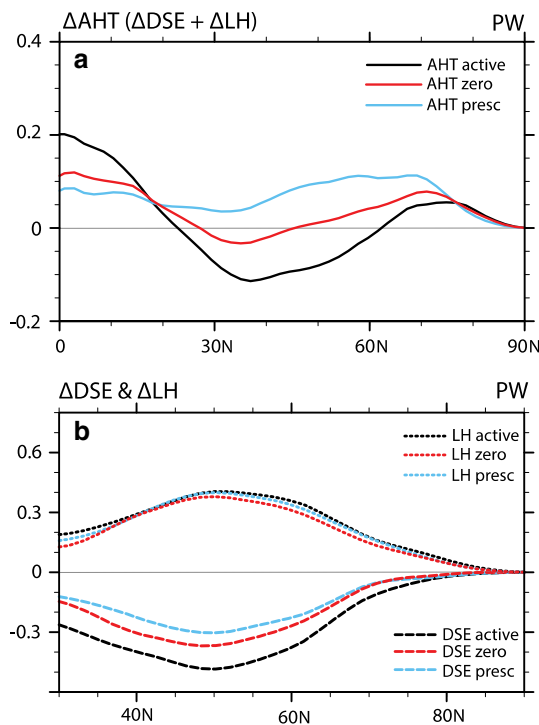 ΔAHT (ΔDSE + ΔLH) PW
0.4
a
AHT active
AHT zero
AHT presc
0.2
0
-0.2
0 30N 60N 90N
ΔDSE & ΔLH PW
b
LH active
LH zero
LH presc
0.6
0.3
0
-0.3
DSE active
DSE zero
DSE presc
40N 60N 80N